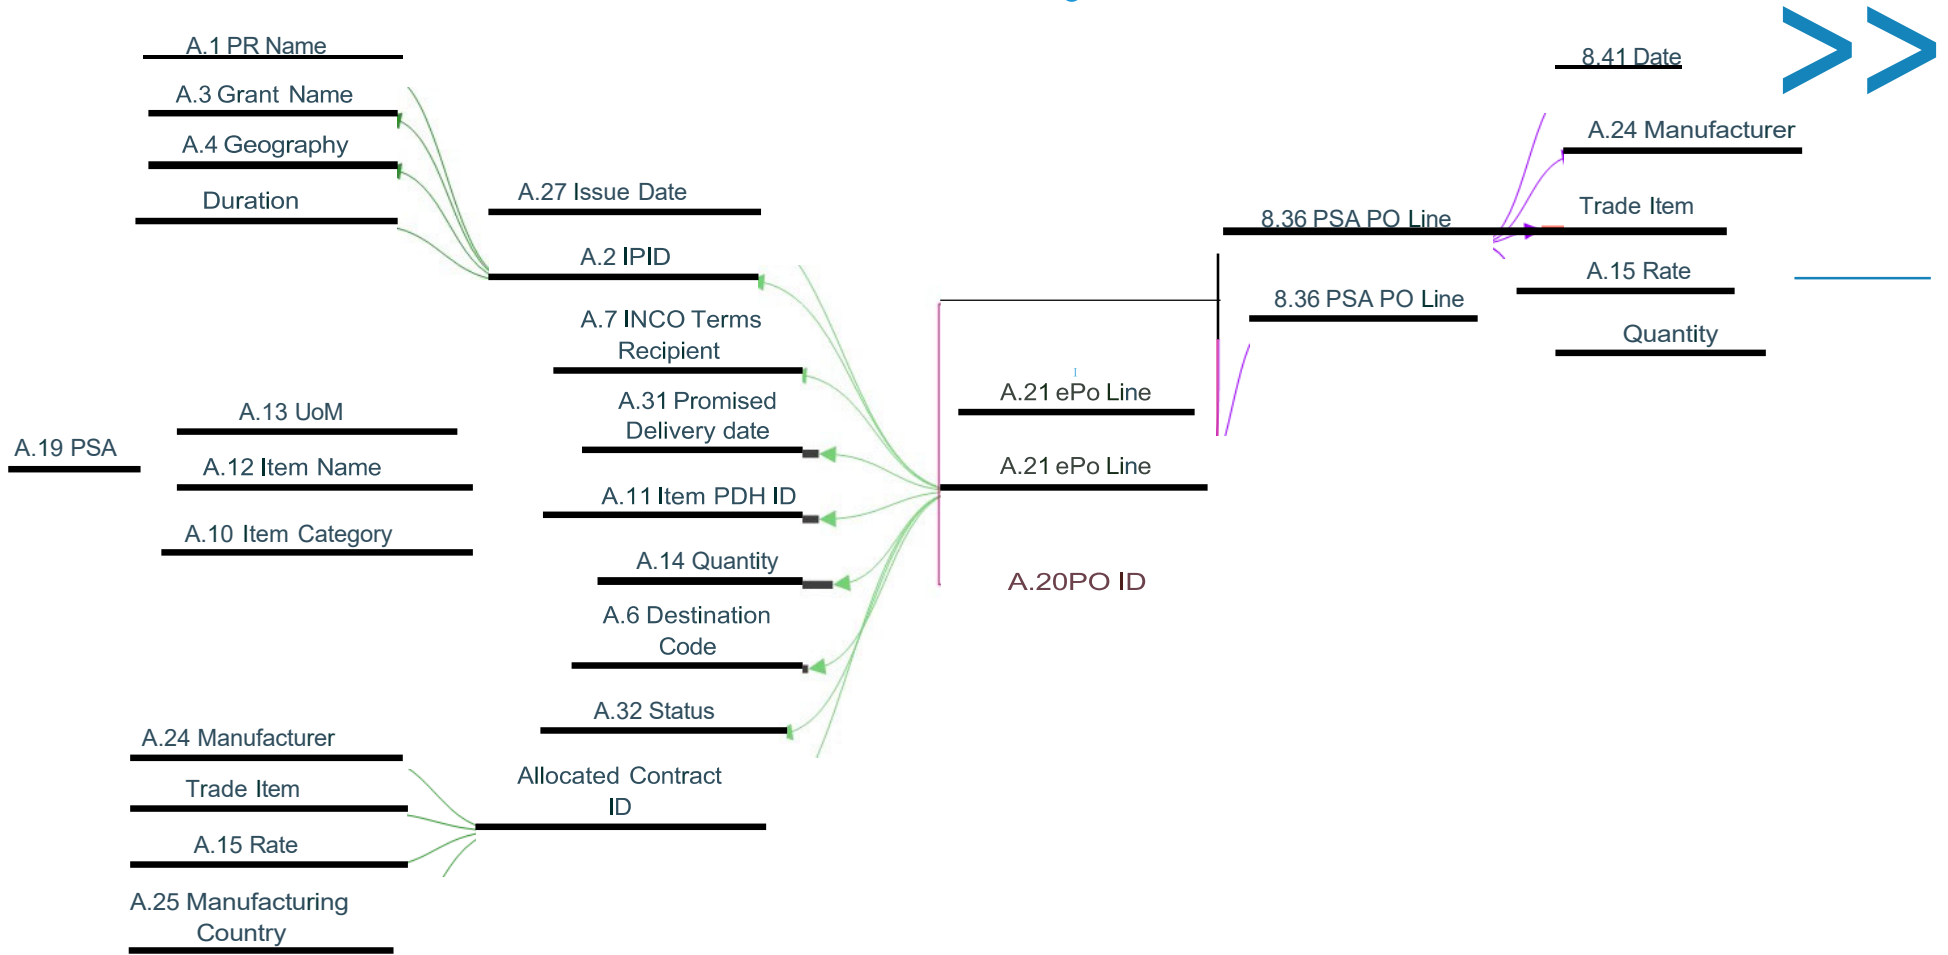 A.1 PR Name
A.3 Grant Name
A.4 Geography
Duration
A.27 Issue Date
A.2 IPID
A.7 INCO Terms
Recipient
A.31 Promised
Delivery date
A.11 Item PDH ID
A.14 Quantity
A.6 Destination
Code
A.32 Status
Allocated Contract
ID
A.19 PSA
A.13 UoM
A.12 Item Name
A.10 Item Category
A.24 Manufacturer
Trade Item
A.15 Rate
A.25 Manufacturing
Country
A.21 ePo Line
A.21 ePo Line
A.20PO ID
8.36 PSA PO Line
8.36 PSA PO Line
8.41 Date
A.24 Manufacturer
Trade Item
A.15 Rate
Quantity
>>